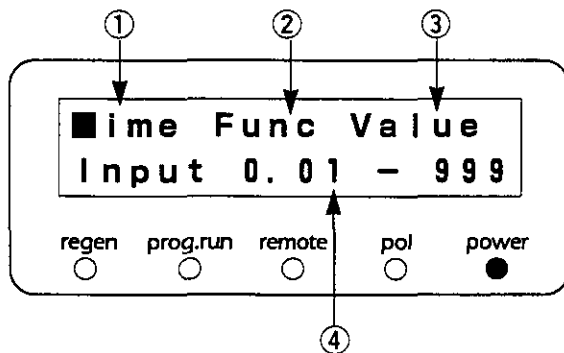 ① ② ③
■ime Func Value
Input 0.01 - 999
regen prog.run remote pol power
④